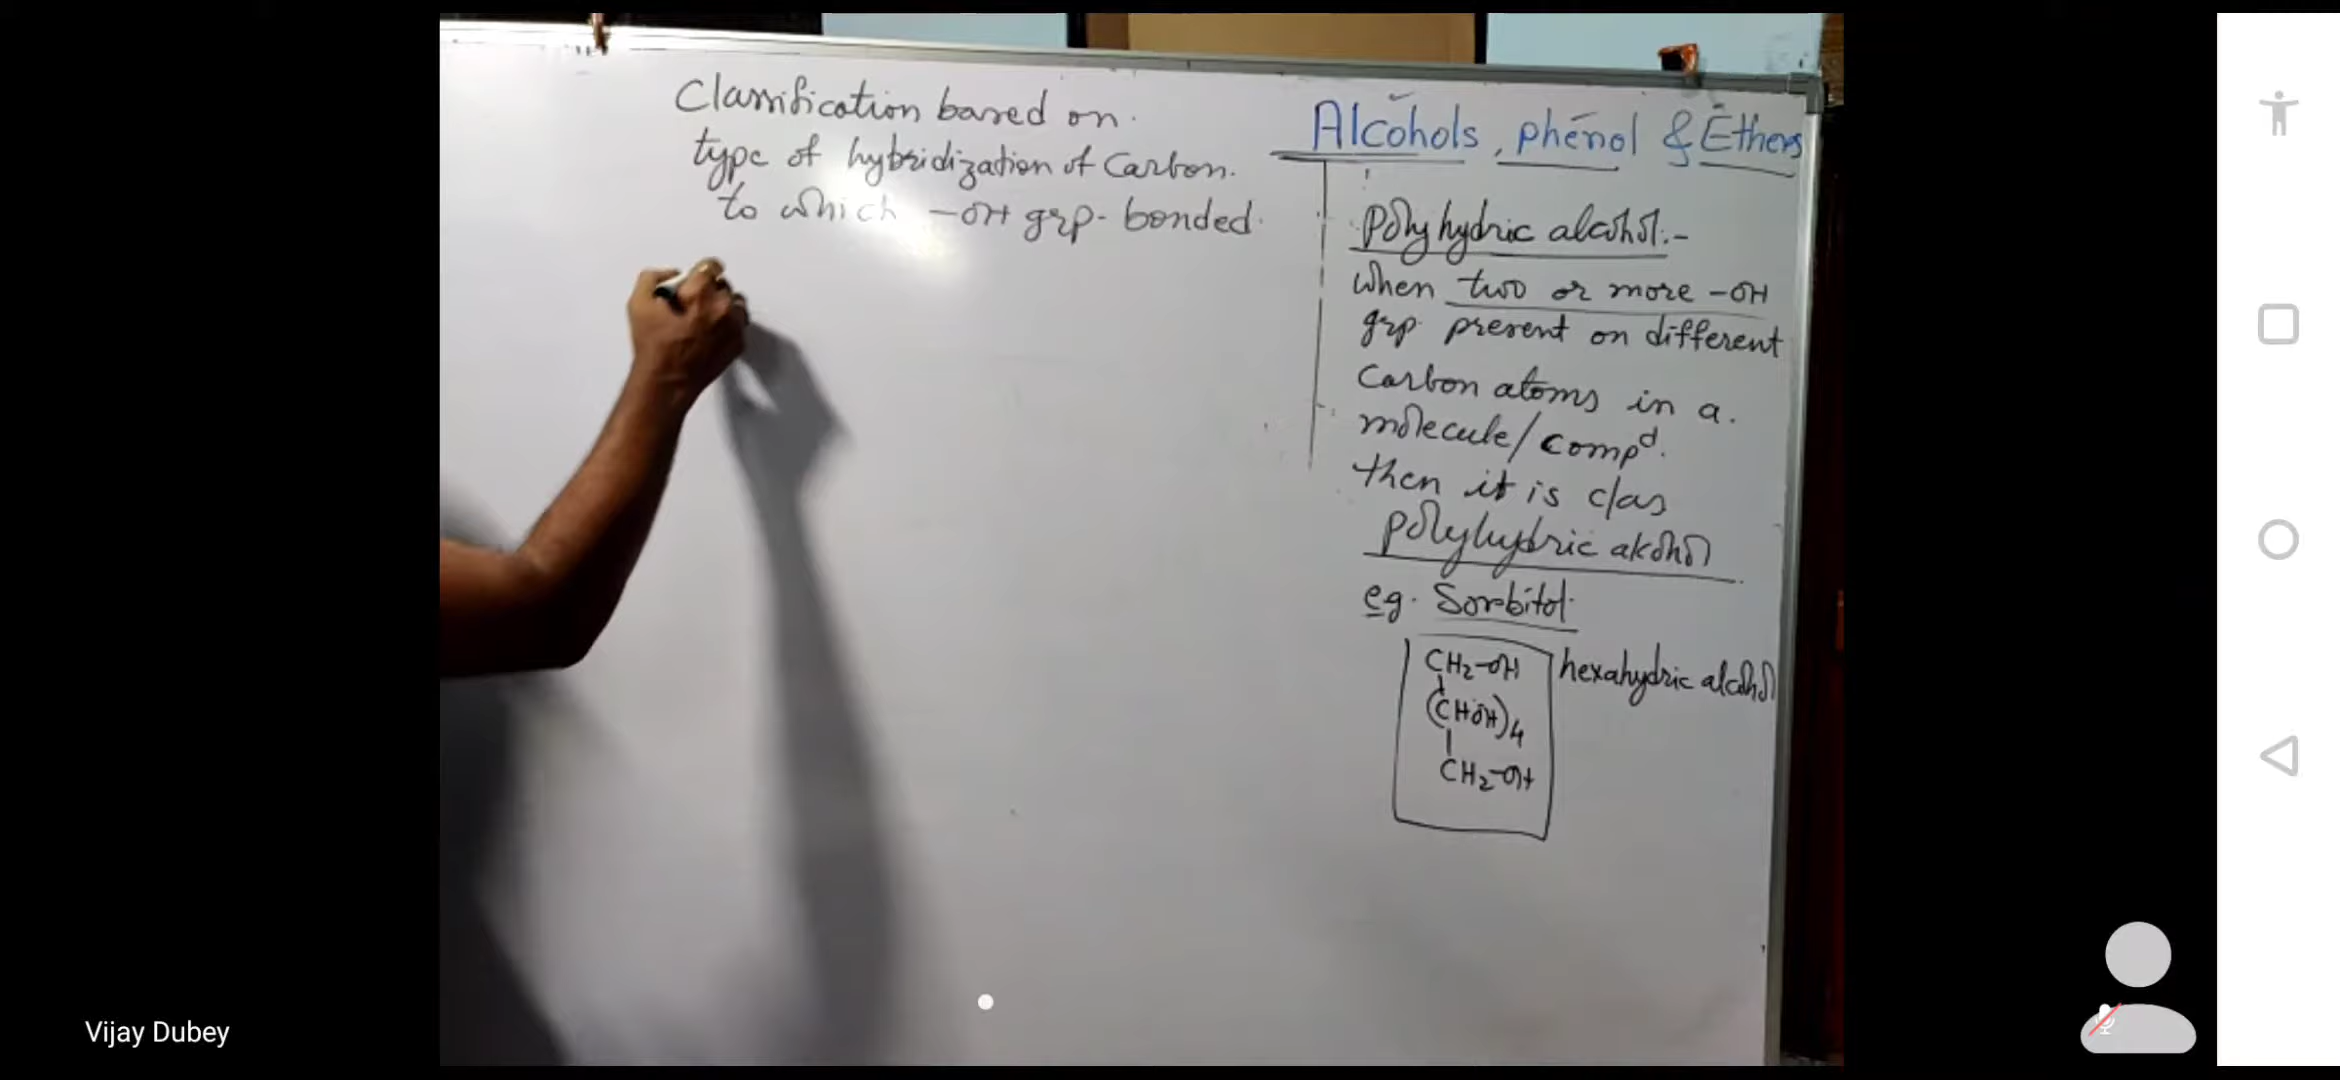 Classification based on
type of hybridization of Carbon.
to which -OH grp. bonded.
Alcohols, phenol & Ethers
Polyhydric alcohol:-
When two or more -OH
grp. present on different
Carbon atoms in a.
molecule/compd.
then it is clas
polyhydric alcohol
eg. Sorbitol.
CH2-OH
(CHOH)4
CH2-OH
hexahydric alcohol
Vijay Dubey